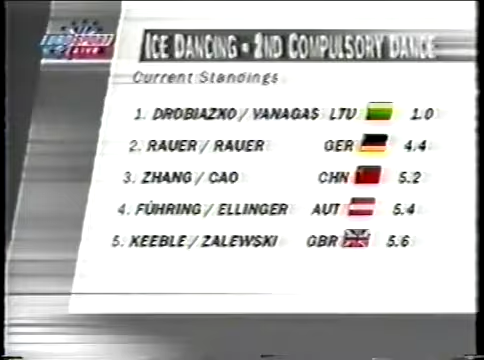 EUROSPORT
LIVE
ICE DANCING • 2ND COMPULSORY DANCE
Current Standings
1. DROBIAZKO / VANAGAS LTU 1.0
2. RAUER / RAUER GER 4.4
3. ZHANG / CAO CHN 5.2
4. FÜHRING / ELLINGER AUT 5.4
5. KEEBLE / ZALEWSKI GBR 5.6